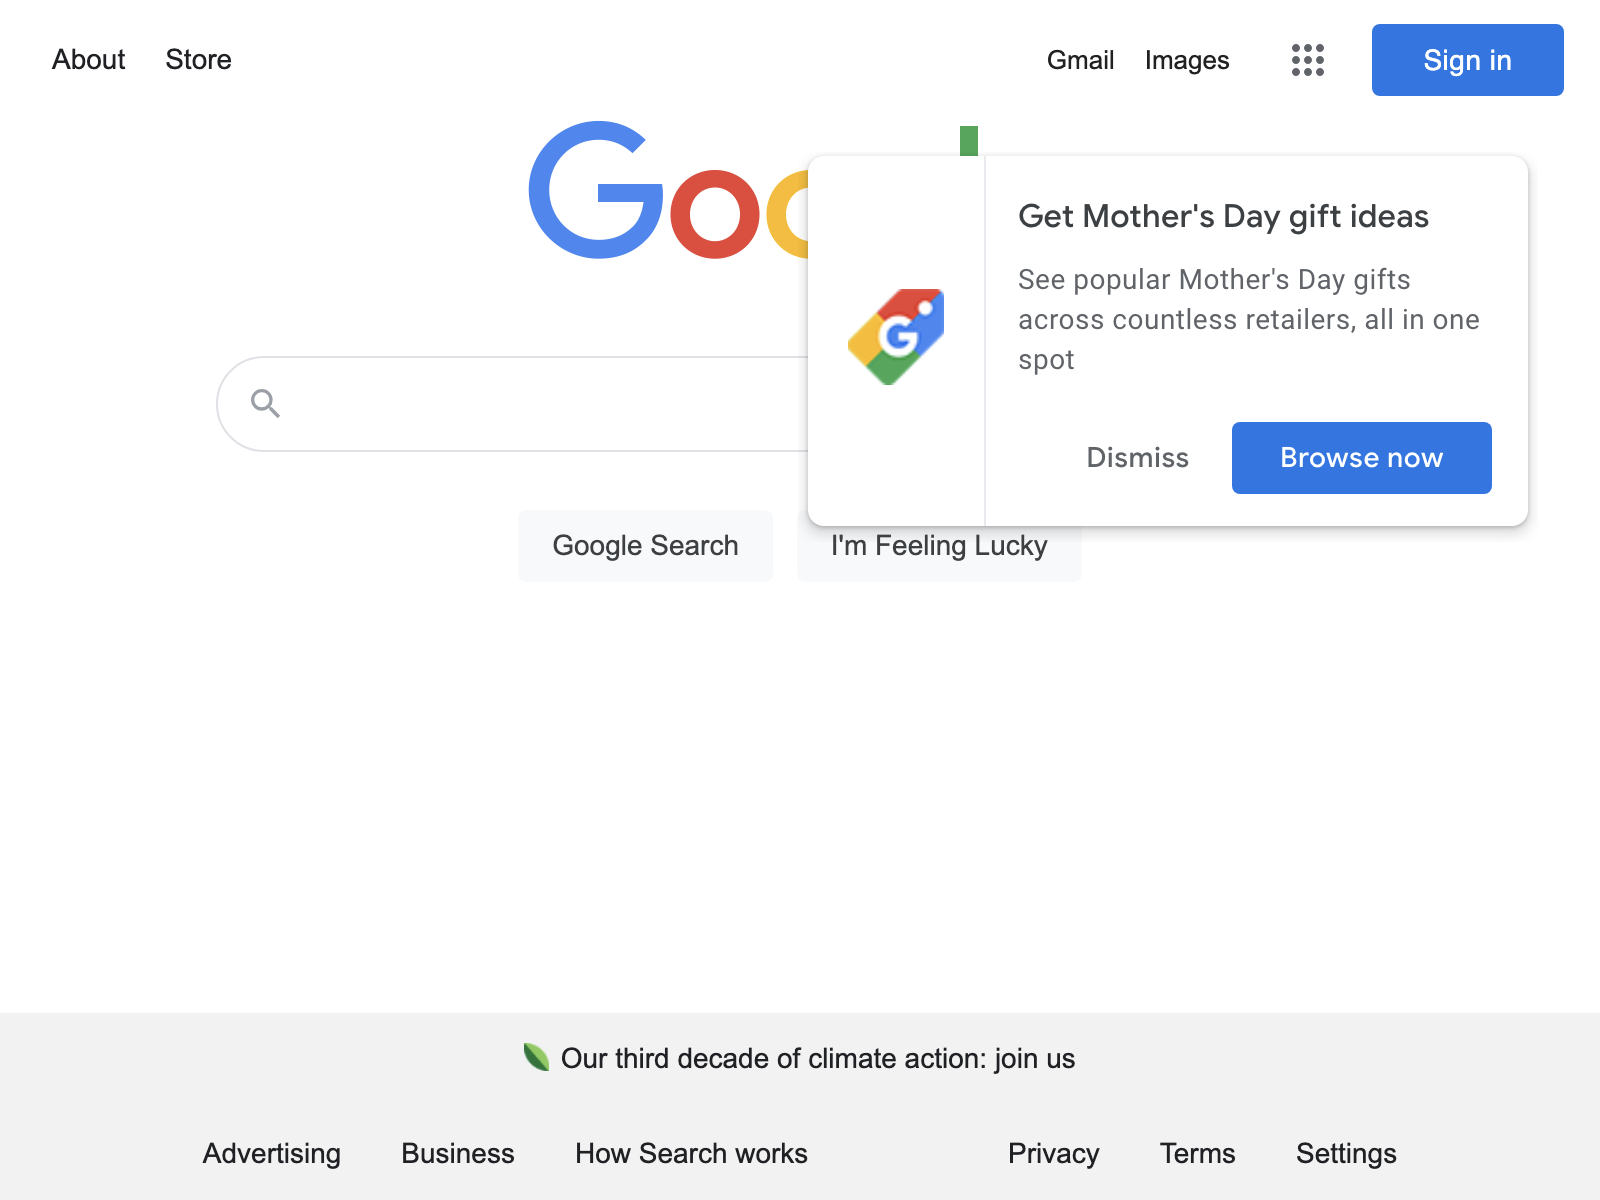 About Store Gmail Images Sign in
Goo
Get Mother's Day gift ideas
See popular Mother's Day gifts
across countless retailers, all in one
spot
G
Dismiss Browse now
Google Search I'm Feeling Lucky
Our third decade of climate action: join us
Advertising Business How Search works Privacy Terms Settings